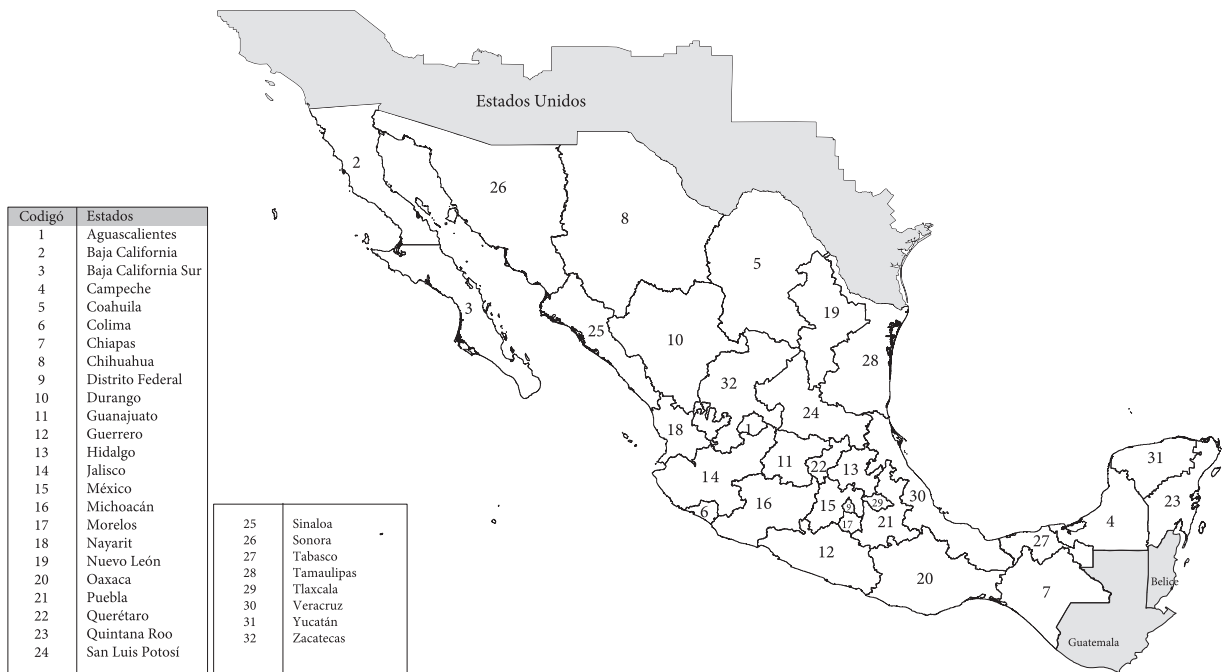 Estados Unidos
2
26
8
5
3
25
10
19
28
32
24
18
1
14
11
22
13
6
16
15
9
29
17
21
30
12
20
27
7
4
31
23
Belice
Guatemala
Codigó Estados
1 Aguascalientes
2 Baja California
3 Baja California Sur
4 Campeche
5 Coahuila
6 Colima
7 Chiapas
8 Chihuahua
9 Distrito Federal
10 Durango
11 Guanajuato
12 Guerrero
13 Hidalgo
14 Jalisco
15 México
16 Michoacán
17 Morelos
18 Nayarit
19 Nuevo León
20 Oaxaca
21 Puebla
22 Querétaro
23 Quintana Roo
24 San Luis Potosí
25 Sinaloa
26 Sonora
27 Tabasco
28 Tamaulipas
29 Tlaxcala
30 Veracruz
31 Yucatán
32 Zacatecas